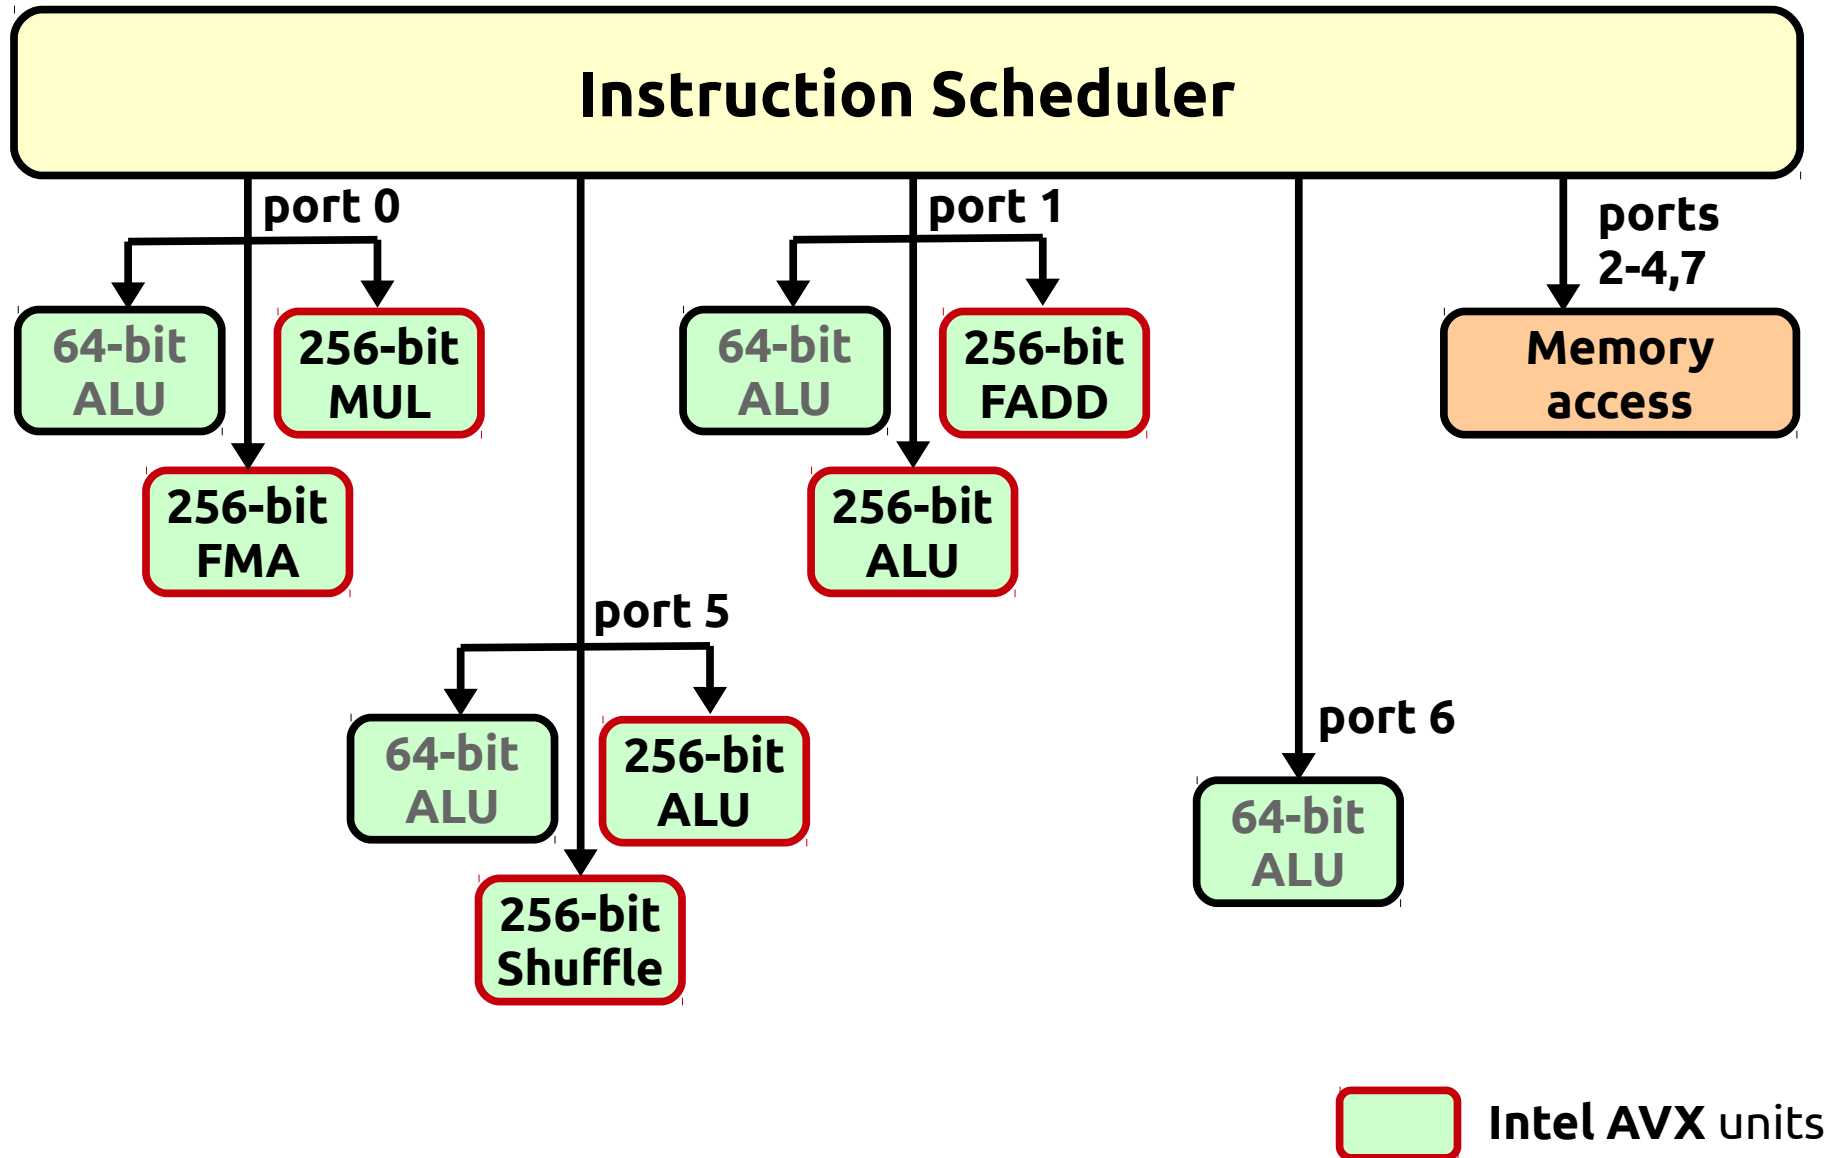 Instruction Scheduler
port 0
port 1
ports
2-4,7
64-bit
ALU
256-bit
MUL
64-bit
ALU
256-bit
FADD
Memory
access
256-bit
FMA
256-bit
ALU
port 5
port 6
64-bit
ALU
256-bit
ALU
64-bit
ALU
256-bit
Shuffle
Intel AVX units